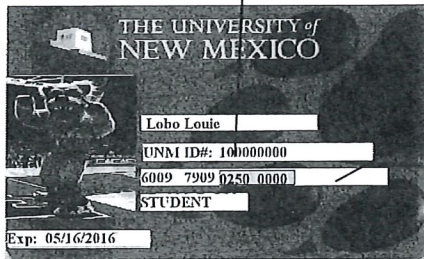 THE UNIVERSITY of
NEW MEXICO
Lobo Louie
UNM ID#: 100000000
6009 7909 0250 0000
STUDENT
Exp: 05/16/2016